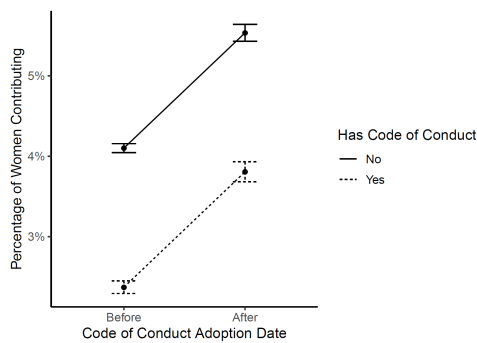 Percentage of Women Contributing
5%
4%
3%
Before
After
Code of Conduct Adoption Date
Has Code of Conduct
No
Yes